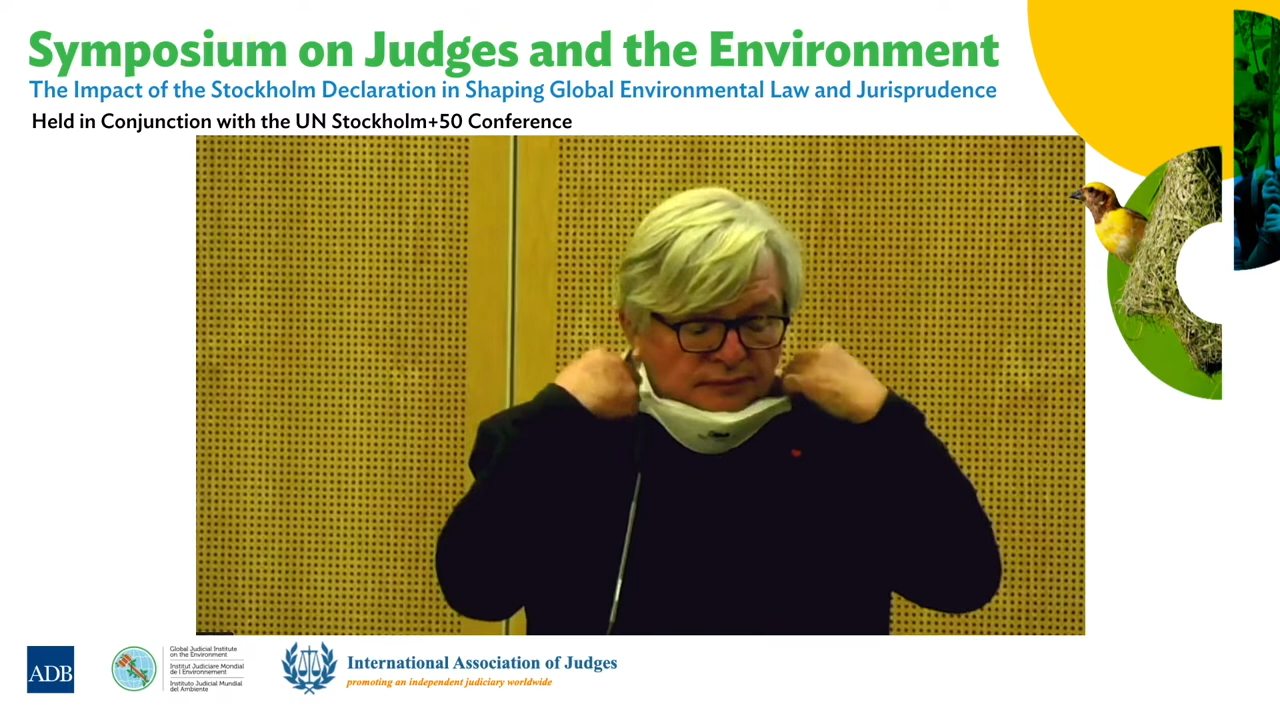 Symposium on Judges and the Environment
The Impact of the Stockholm Declaration in Shaping Global Environmental Law and Jurisprudence
Held in Conjunction with the UN Stockholm+50 Conference
ADB
Global Judicial Institute
on the Environment
Institut Judiciaire Mondial
de l'Environnement
Instituto Judicial Mundial
del Ambiente
International Association of Judges
promoting an independent judiciary worldwide